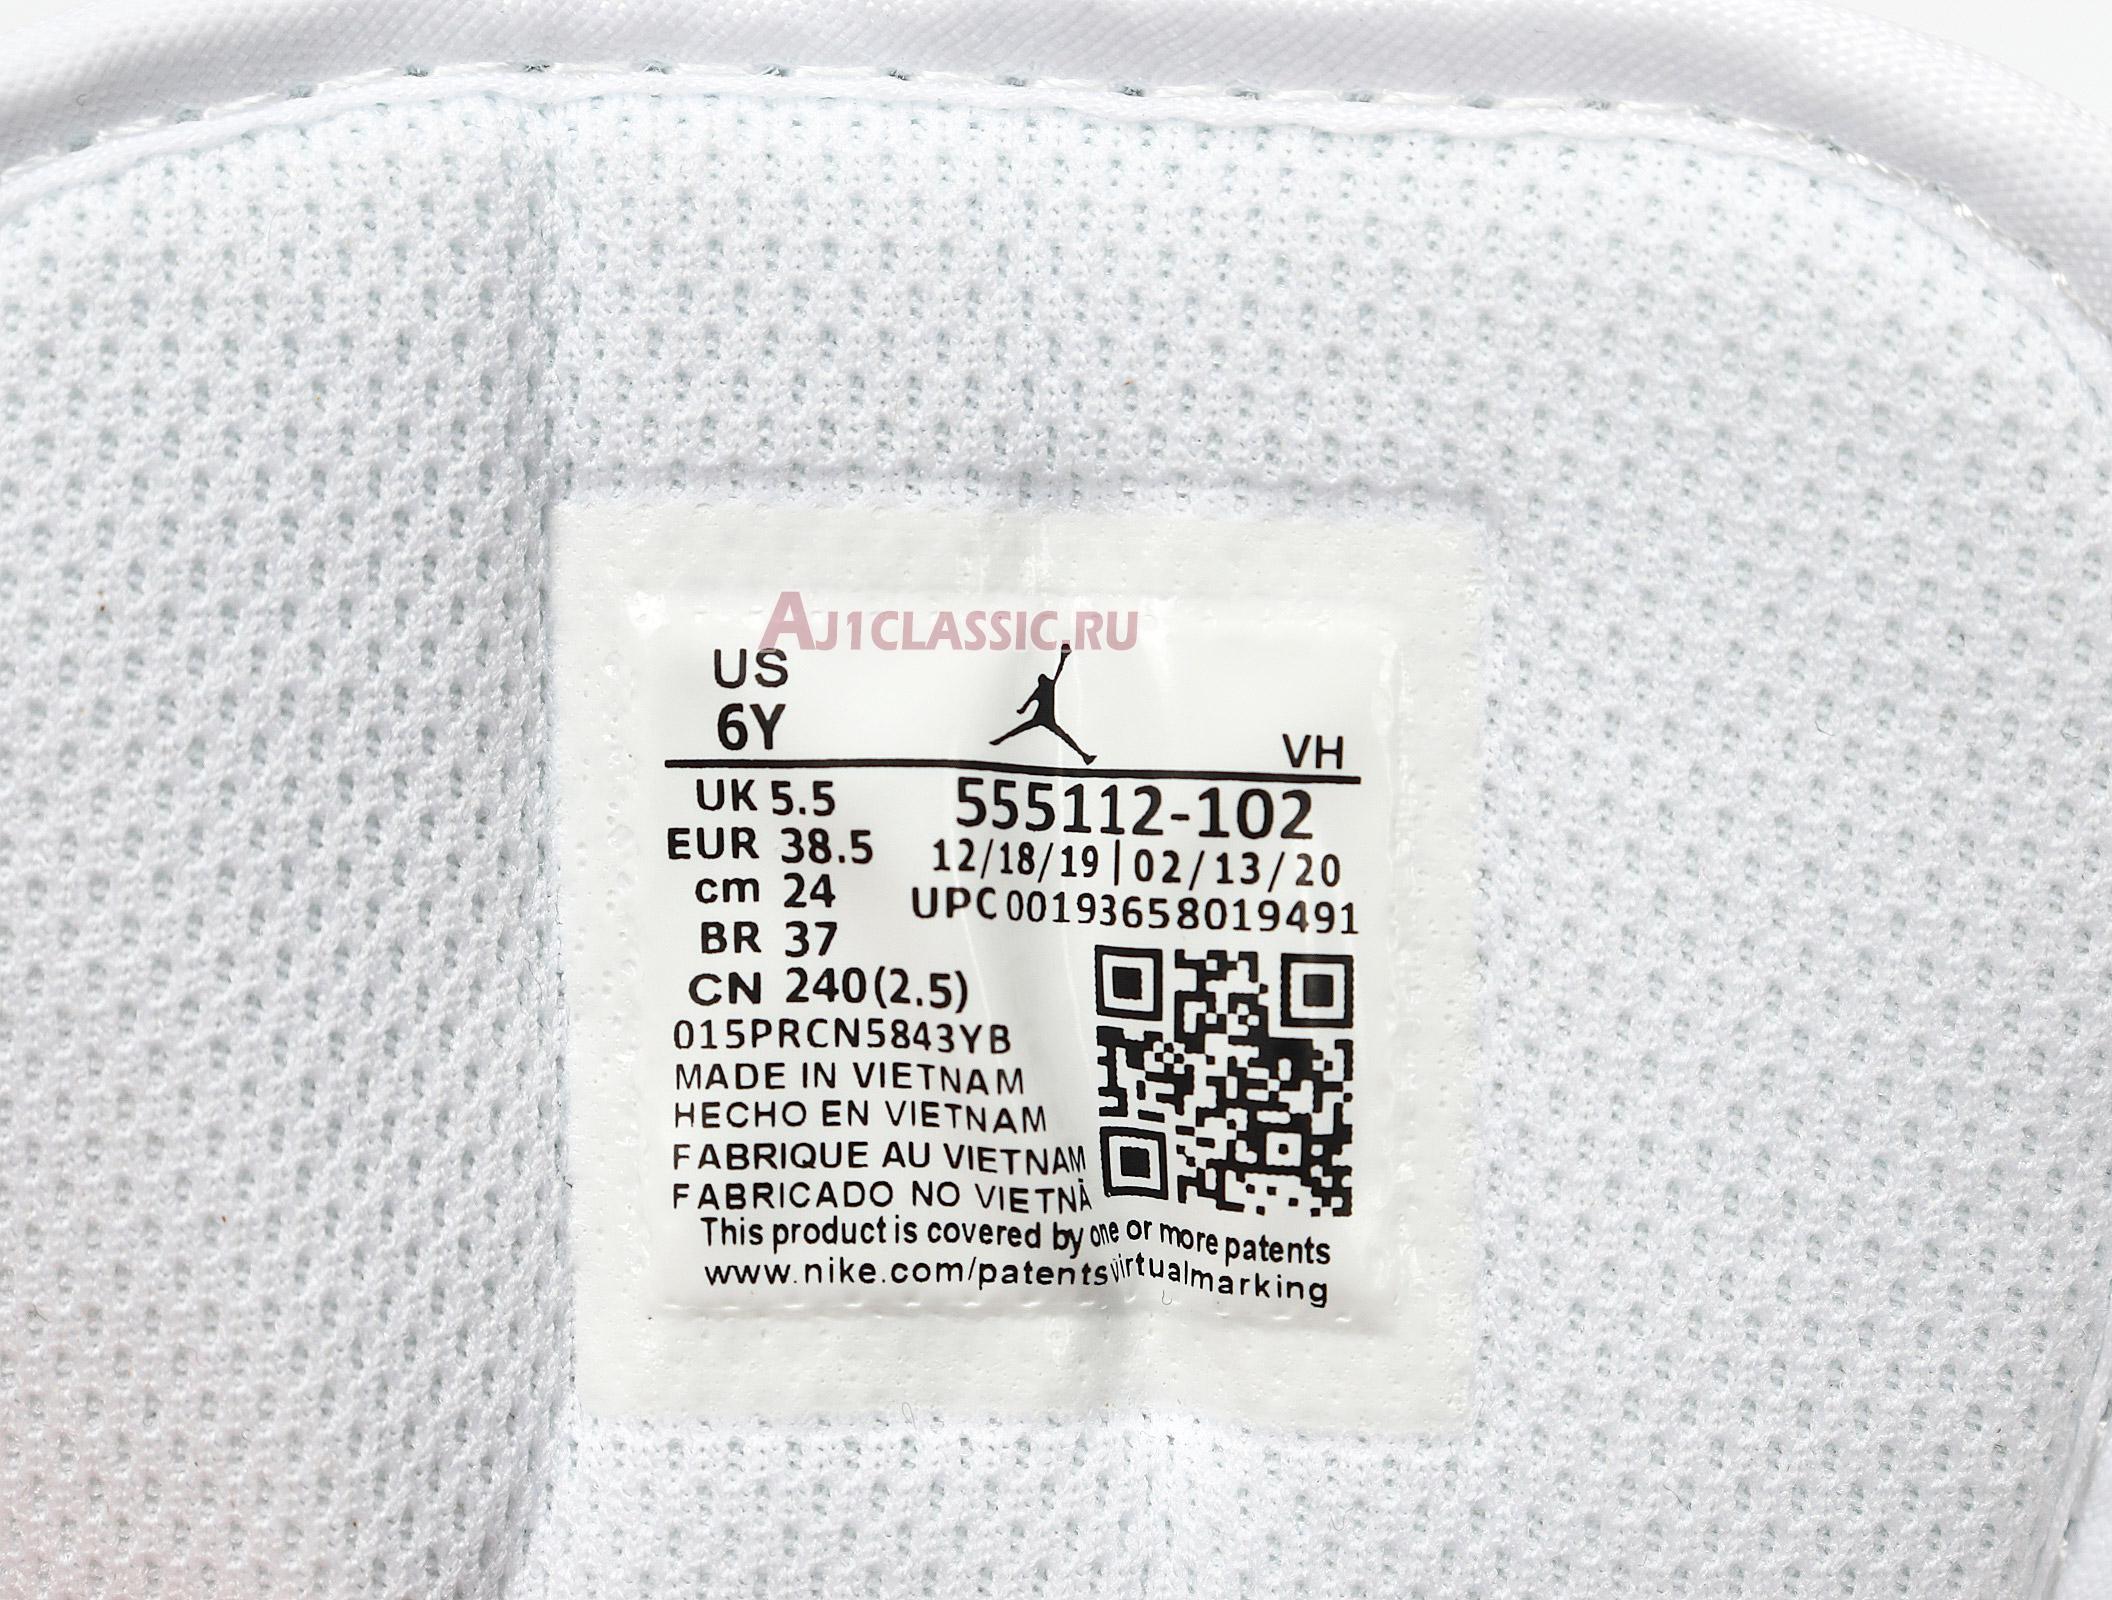 AJ1CLASSIC.RU
US
6Y
VH
UK 5.5
555112-102
EUR 38.5
12/18/19 | 02/13/20
cm 24
UPC 00193658019491
BR 37
CN 240(2.5)
015PRCN5843YB
MADE IN VIETNAM
HECHO EN VIETNAM
FABRIQUE AU VIETNAM
FABRICADO NO VIETNÃ
This product is covered by one or more patents
www.nike.com/patentsvirtualmarking